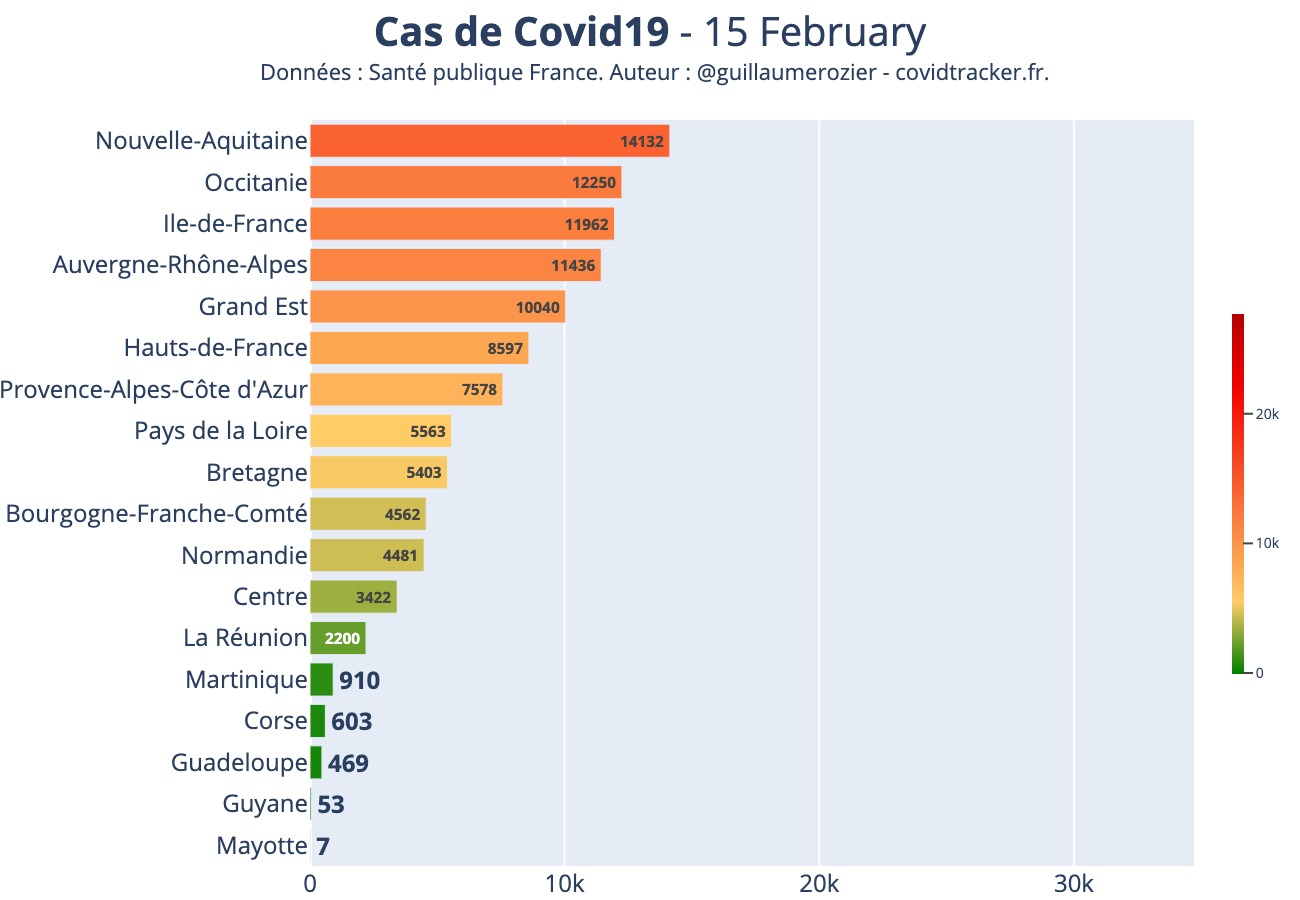 Cas de Covid19 - 15 February
Données : Santé publique France. Auteur : @guillaumerozier - covidtracker.fr.
Nouvelle-Aquitaine 14132
Occitanie 12250
Ile-de-France 11962
Auvergne-Rhône-Alpes 11436
Grand Est 10040
Hauts-de-France 8597
Provence-Alpes-Côte d'Azur 7578
Pays de la Loire 5563
Bretagne 5403
Bourgogne-Franche-Comté 4562
Normandie 4481
Centre 3422
La Réunion 2200
Martinique 910
Corse 603
Guadeloupe 469
Guyane 53
Mayotte 7
0 10k 20k 30k
20k
10k
0